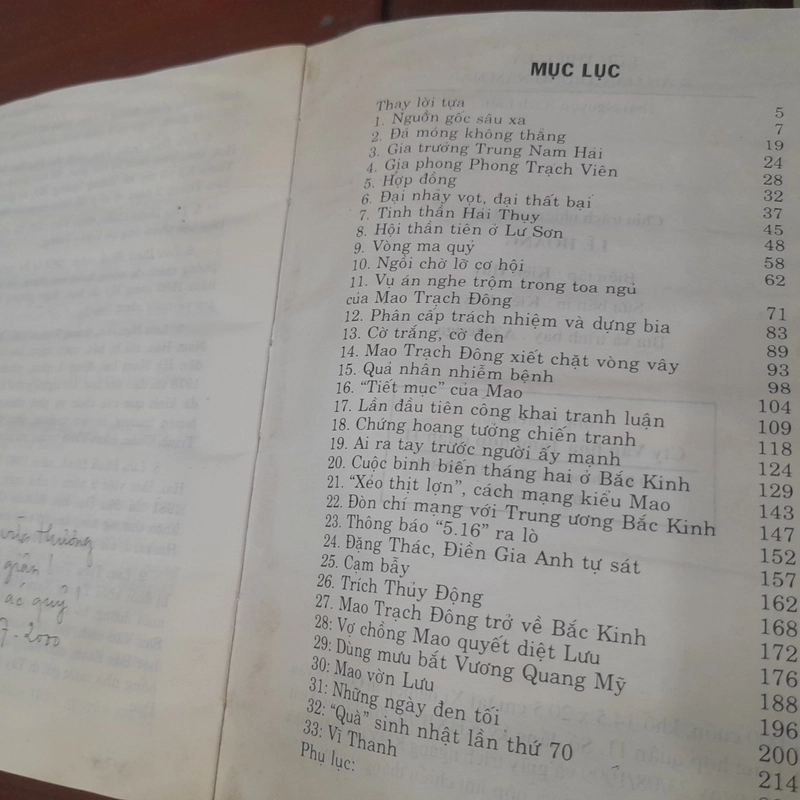 MỤC LỤC
Thay lời tựa 5
1. Nguồn gốc sâu xa 7
2. Đá móng không thẳng 19
3. Gia trưởng Trung Nam Hải 24
4. Gia phong Phong Trạch Viên 28
5. Hợp đồng 32
6. Đại nhảy vọt, đại thất bại 37
7. Tinh thần Hải Thụy 45
8. Hội thần tiên ở Lư Sơn 48
9. Vòng ma quỷ 58
10. Ngồi chờ lỡ cơ hội 62
11. Vụ án nghe trộm trong toa ngủ
của Mao Trạch Đông 71
12. Phân cấp trách nhiệm và dựng bia 83
13. Cờ trắng, cờ đen 89
14. Mao Trạch Đông xiết chặt vòng vây 93
15. Quả nhân nhiễm bệnh 98
16. “Tiết mục” của Mao 104
17. Lần đầu tiên công khai tranh luận 109
18. Chứng hoang tưởng chiến tranh 118
19. Ai ra tay trước người ấy mạnh 124
20. Cuộc binh biến tháng hai ở Bắc Kinh 129
21. “Xẻo thịt lợn”, cách mạng kiểu Mao 143
22. Đòn chí mạng với Trung ương Bắc Kinh 147
23. Thông báo “5.16” ra lò 152
24. Đặng Thác, Điền Gia Anh tự sát 157
25. Cạm bẫy 162
26. Trích Thủy Động 168
27. Mao Trạch Đông trở về Bắc Kinh 172
28: Vợ chồng Mao quyết diệt Lưu 188
29: Dùng mưu bắt Vương Quang Mỹ 196
30: Mao vờn Lưu 200
31: Những ngày đen tối 214
32: “Quà” sinh nhật lần thứ 70
33: Vĩ Thanh
Phụ lục:
thường
giận !
ác quỷ
7-2000